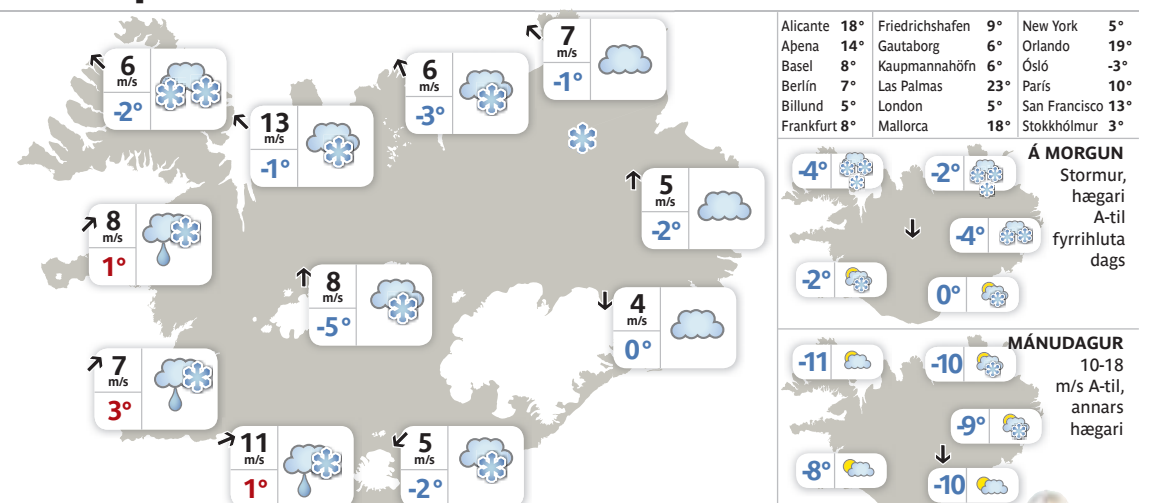 6
m/s
-2°
13
m/s
-1°
6
m/s
-3°
7
m/s
-1°
8
m/s
1°
5
m/s
-2°
8
m/s
-5°
4
m/s
0°
7
m/s
3°
11
m/s
1°
5
m/s
-2°
Alicante 18° Friedrichshafen 9° New York 5°
Aþena 14° Gautaborg 6° Orlando 19°
Basel 8° Kaupmannahöfn 6° Ósló -3°
Berlín 7° Las Palmas 23° París 10°
Billund 5° London 5° San Francisco 13°
Frankfurt 8° Mallorca 18° Stokkhólmur 3°
Á MORGUN
Stormur,
hægari
A-til
fyrrihluta
dags
-4°
-2°
-4°
-2°
0°
MÁNUDAGUR
10-18
m/s A-til,
annars
hægari
-11
-10
-9°
-8°
-10